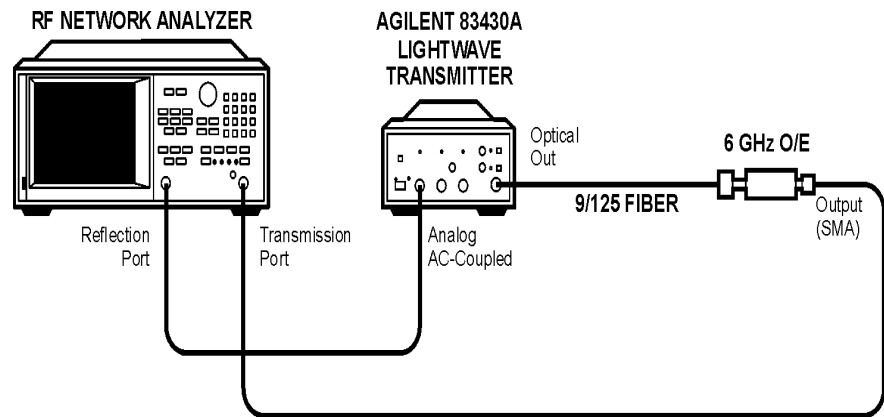 RF NETWORK ANALYZER
AGILENT 83430A
LIGHTWAVE
TRANSMITTER
Optical
Out
6 GHz O/E
9/125 FIBER
Output
(SMA)
Reflection
Port
Transmission
Port
Analog
AC-Coupled